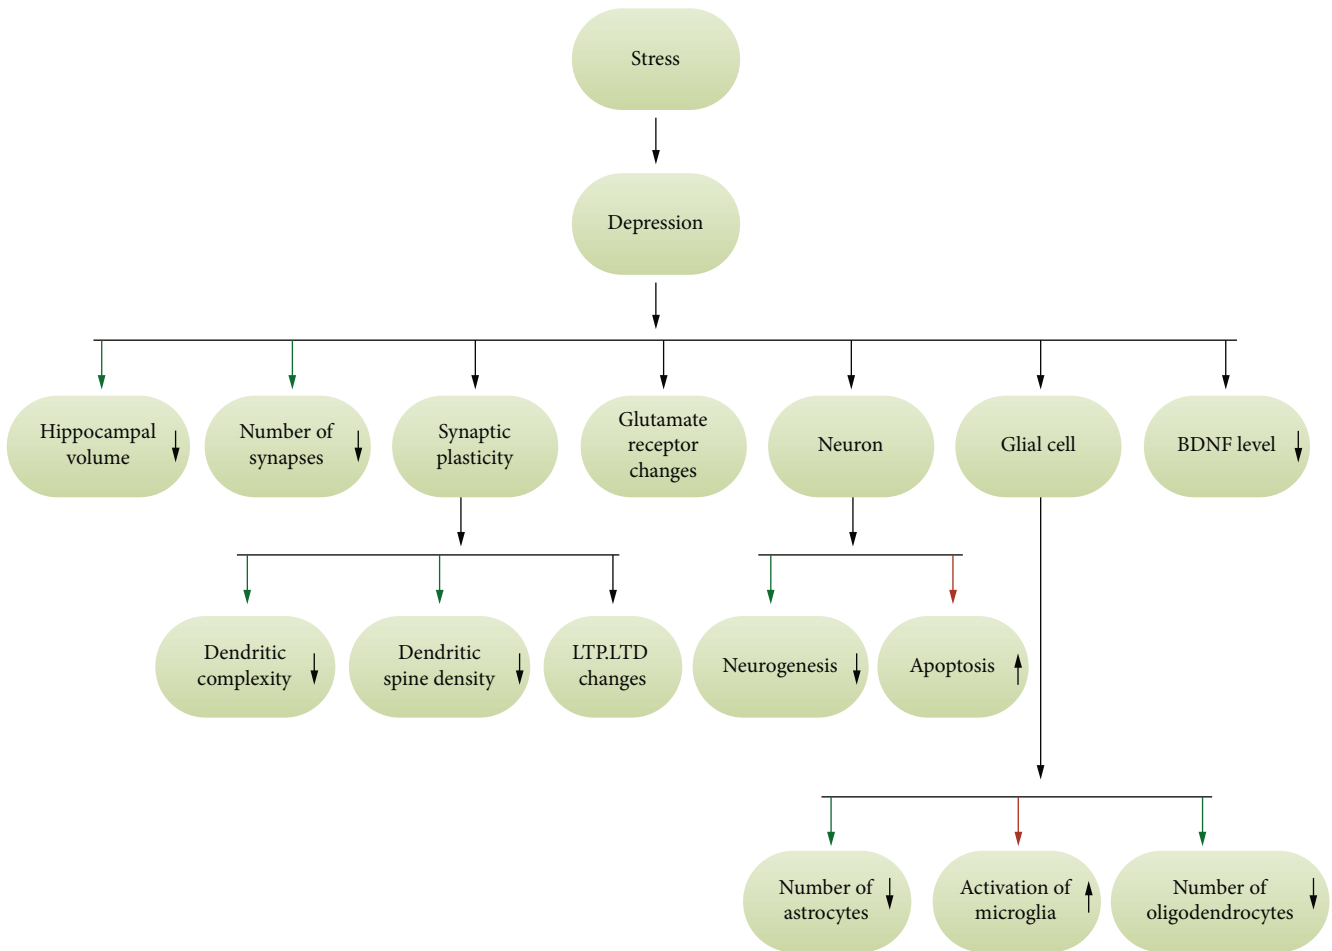 Stress
Depression
Hippocampal
volume
Number of
synapses
Synaptic
plasticity
Glutamate
receptor
changes
Neuron
Glial cell
BDNF level
Dendritic
complexity
Dendritic
spine density
LTP.LTD
changes
Neurogenesis
Apoptosis
Number of
astrocytes
Activation of
microglia
Number of
oligodendrocytes